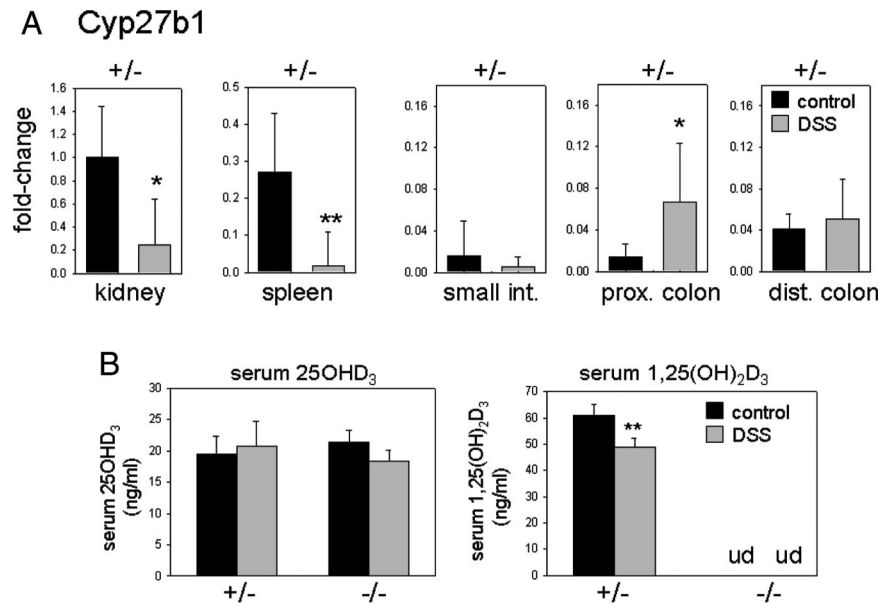 A Cyp27b1
+/- +/- +/- +/- +/-
fold-change
1.6
1.4
1.2
1.0
0.8
0.6
0.4
0.2
0.0
*
kidney
0.5
0.4
0.3
0.2
0.1
0.0
**
spleen
0.16
0.12
0.08
0.04
0.00
small int.
0.16
0.12
0.08
0.04
0.00
*
prox. colon
0.16
0.12
0.08
0.04
0.00
control
DSS
dist. colon
B
serum 25OHD3
serum 25OHD3
(ng/ml)
30
25
20
15
10
5
0
+/- -/-
serum 1,25(OH)2D3
serum 1,25(OH)2D3
(ng/ml)
70
60
50
40
30
20
10
0
**
control
DSS
ud ud
+/- -/-